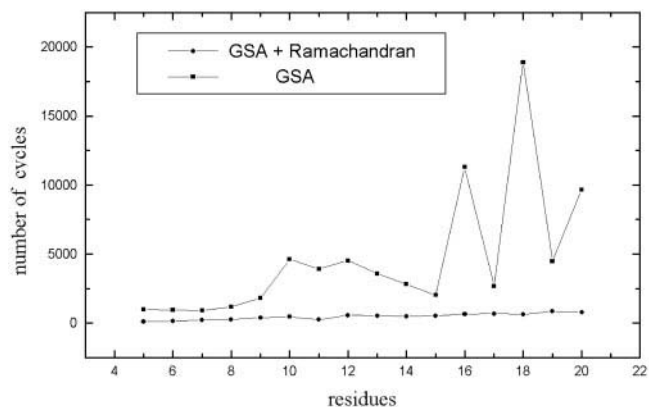 GSA + Ramachandran
GSA
20000
15000
10000
5000
0
number of cycles
4 6 8 10 12 14 16 18 20 22
residues